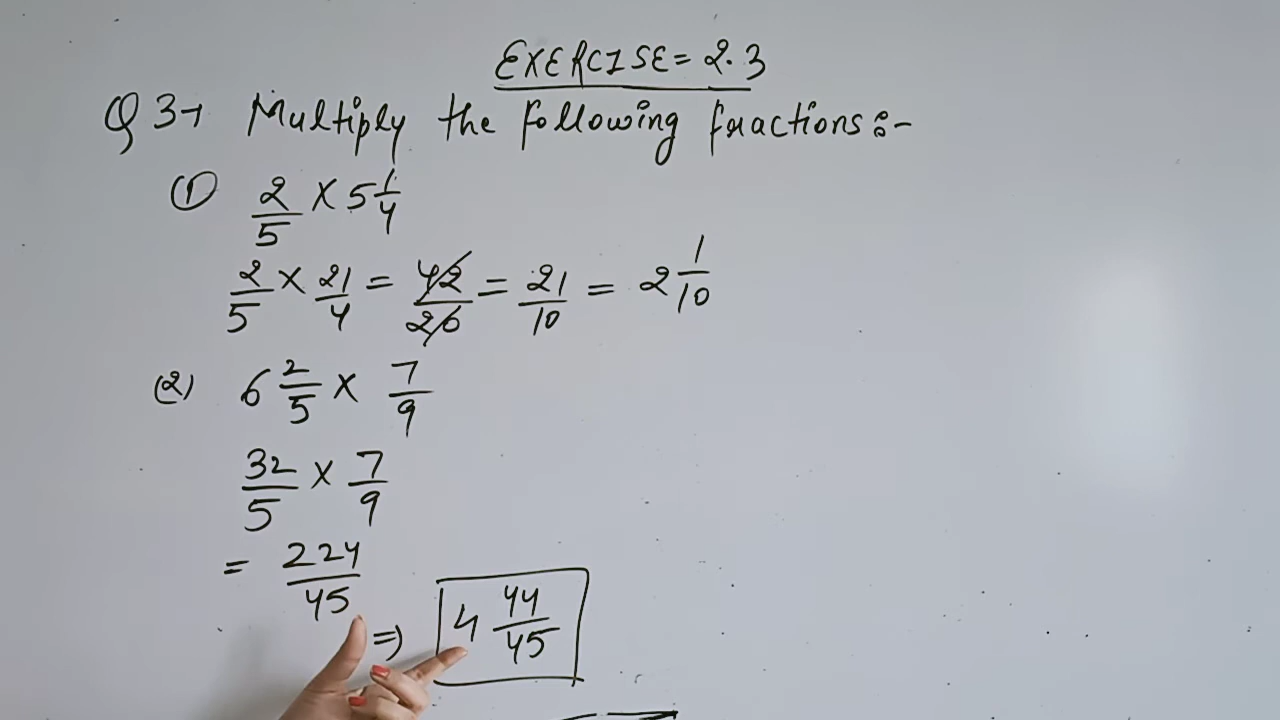 EXERCISE = 2.3
Q 3→ Multiply the following fractions:-
① 2/5 × 5 1/4
2/5 × 21/4 = 42/20 = 21/10 = 2 1/10
(2) 6 2/5 × 7/9
32/5 × 7/9
= 224/45
⇒ 4 44/45